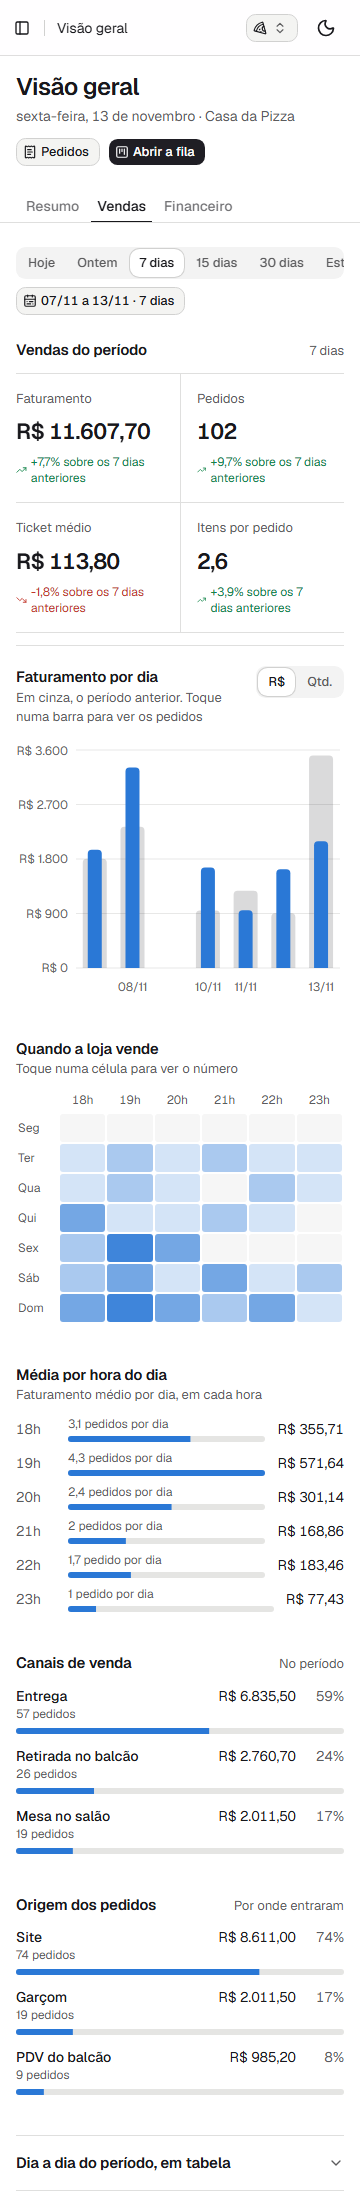 Visão geral
Visão geral
sexta-feira, 13 de novembro · Casa da Pizza
Pedidos
Abrir a fila
Resumo Vendas Financeiro
Hoje Ontem 7 dias 15 dias 30 dias Est
07/11 a 13/11 · 7 dias
Vendas do período 7 dias
Faturamento Pedidos
R$ 11.607,70 102
+7,7% sobre os 7 dias anteriores
+9,7% sobre os 7 dias anteriores
Ticket médio Itens por pedido
R$ 113,80 2,6
-1,8% sobre os 7 dias anteriores
+3,9% sobre os 7 dias anteriores
Faturamento por dia R$ Qtd.
Em cinza, o período anterior. Toque
numa barra para ver os pedidos
R$ 3.600
R$ 2.700
R$ 1.800
R$ 900
R$ 0
08/11 10/11 11/11 13/11
Quando a loja vende
Toque numa célula para ver o número
18h 19h 20h 21h 22h 23h
Seg
Ter
Qua
Qui
Sex
Sáb
Dom
Média por hora do dia
Faturamento médio por dia, em cada hora
18h 3,1 pedidos por dia R$ 355,71
19h 4,3 pedidos por dia R$ 571,64
20h 2,4 pedidos por dia R$ 301,14
21h 2 pedidos por dia R$ 168,86
22h 1,7 pedidos por dia R$ 183,46
23h 1 pedido por dia R$ 77,43
Canais de venda No período
Entrega R$ 6.835,50 59%
57 pedidos
Retirada no balcão R$ 2.760,70 24%
26 pedidos
Mesa no salão R$ 2.011,50 17%
19 pedidos
Origem dos pedidos Por onde entraram
Site R$ 8.611,00 74%
74 pedidos
Garçom R$ 2.011,50 17%
19 pedidos
PDV do balcão R$ 985,20 8%
9 pedidos
Dia a dia do período, em tabela